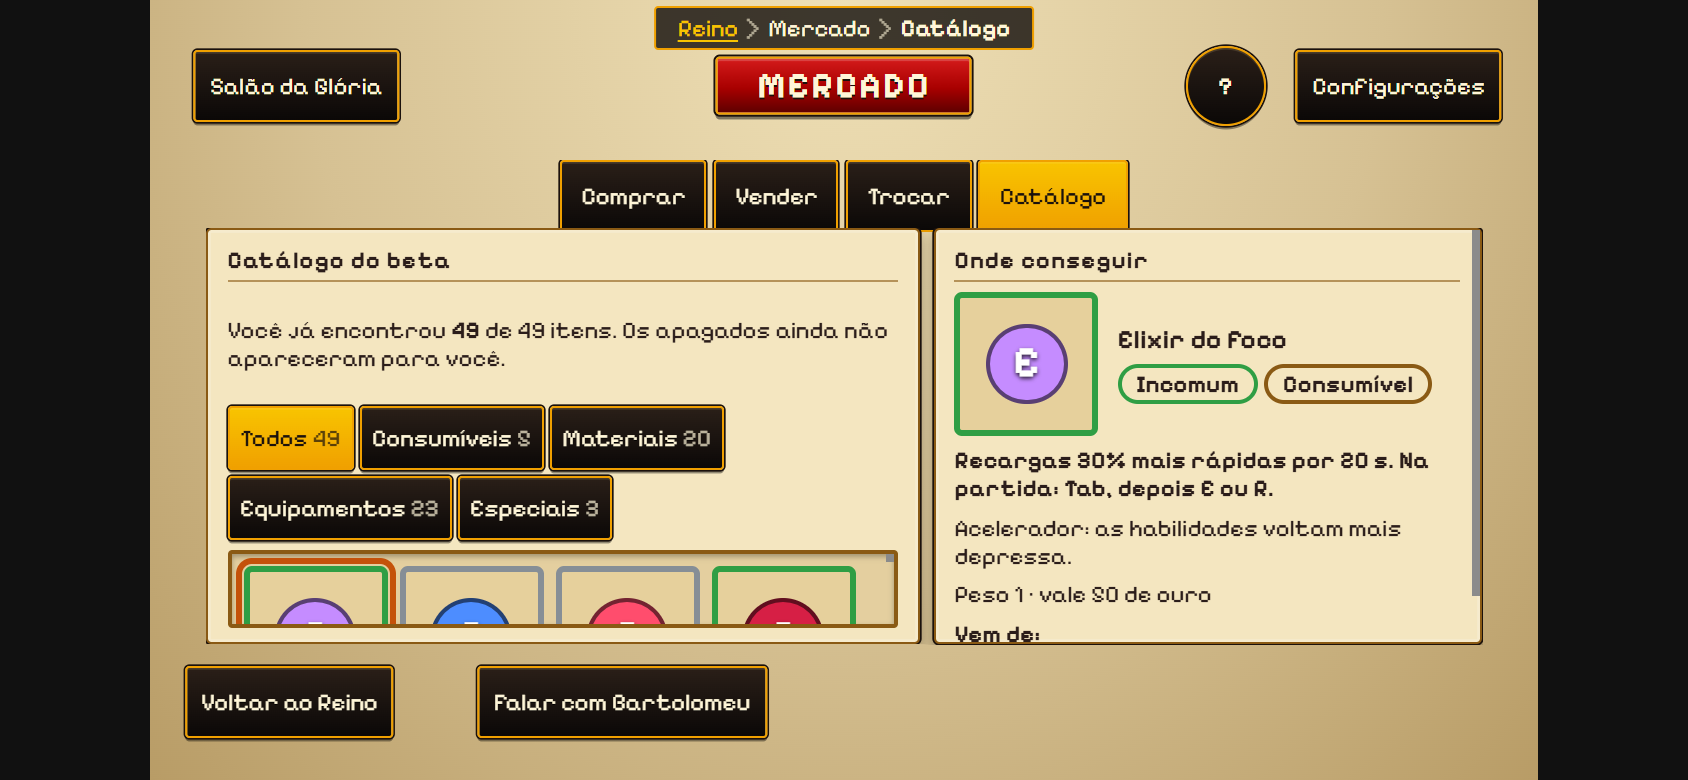 Reino > Mercado > Catálogo
Salão da Glória
MERCADO
?
Configurações
Comprar
Vender
Trocar
Catálogo
Catálogo do beta
Você já encontrou 49 de 49 itens. Os apagados ainda não
apareceram para você.
Todos 49
Consumíveis 9
Materiais 20
Equipamentos 23
Especiais 3
Onde conseguir
E
Elixir do Foco
Incomum
Consumível
Recargas 30% mais rápidas por 20 s. Na
partida: Tab, depois E ou R.
Acelerador: as habilidades voltam mais
depressa.
Peso 1 · vale 90 de ouro
Vem de:
Voltar ao Reino
Falar com Bartolomeu